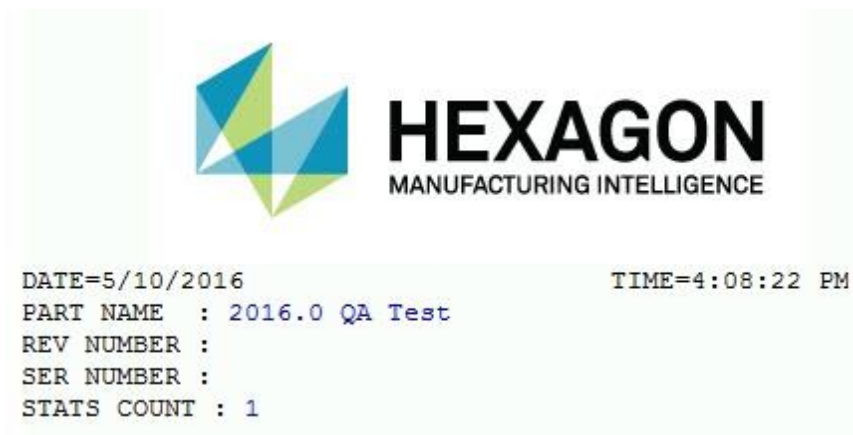 HEXAGON
MANUFACTURING INTELLIGENCE
DATE=5/10/2016 TIME=4:08:22 PM
PART NAME : 2016.0 QA Test
REV NUMBER :
SER NUMBER :
STATS COUNT : 1